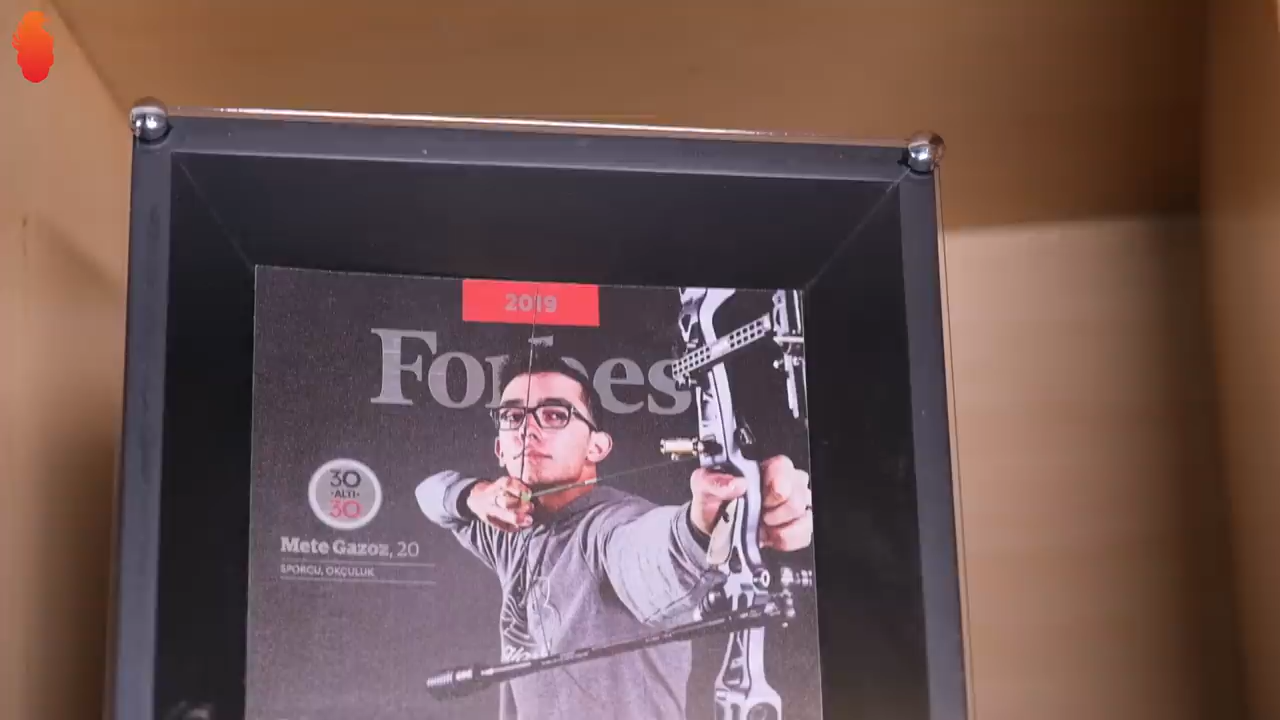 2019
Forbes
30
·ALTI·
30
Mete Gazoz, 20
SPORCU, OKÇULUK